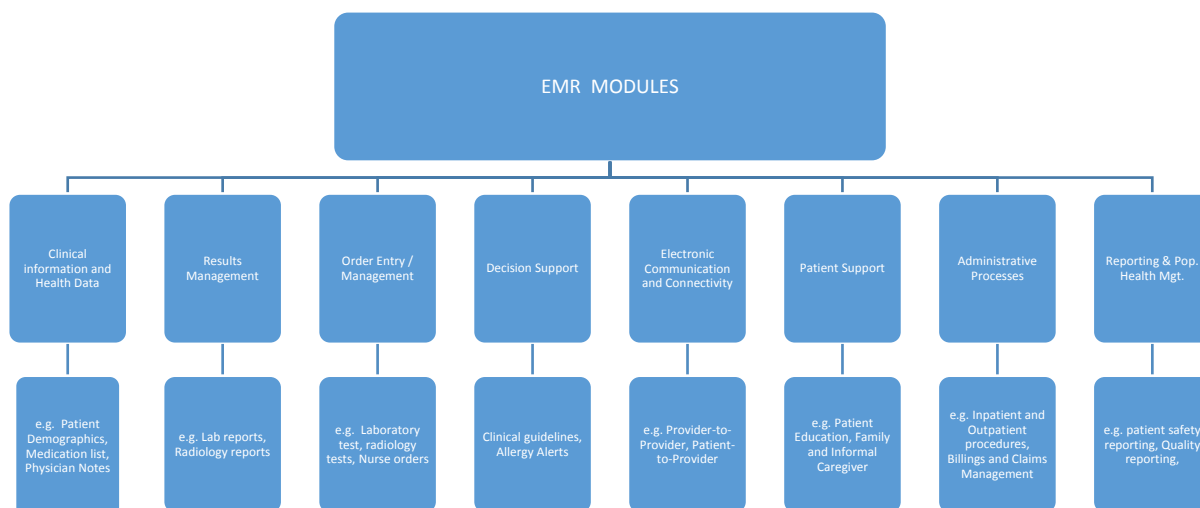 EMR MODULES
Clinical
information and
Health Data
Results
Management
Order Entry /
Management
Decision Support
Electronic
Communication
and Connectivity
Patient Support
Administrative
Processes
Reporting & Pop.
Health Mgt.
e.g. Patient
Demographics,
Medication list,
Physician Notes
e.g. Lab reports,
Radiology reports
e.g. Laboratory
test, radiology
tests, Nurse orders
Clinical guidelines,
Allergy Alerts
e.g. Provider-to-
Provider, Patient-
to-Provider
e.g. Patient
Education, Family
and Informal
Caregiver
e.g. Inpatient and
Outpatient
procedures,
Billings and Claims
Management
e.g. patient safety
reporting, Quality
reporting,